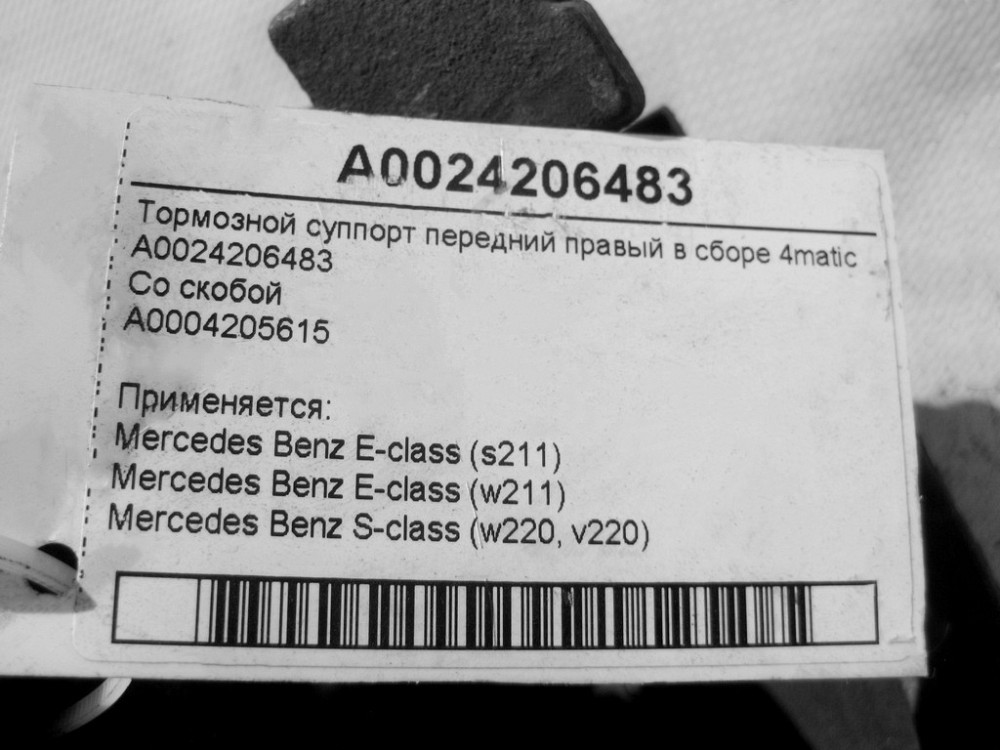 A0024206483
Тормозной суппорт передний правый в сборе 4matic
A0024206483
Со скобой
A0004205615
Применяется:
Mercedes Benz E-class (s211)
Mercedes Benz E-class (w211)
Mercedes Benz S-class (w220, v220)